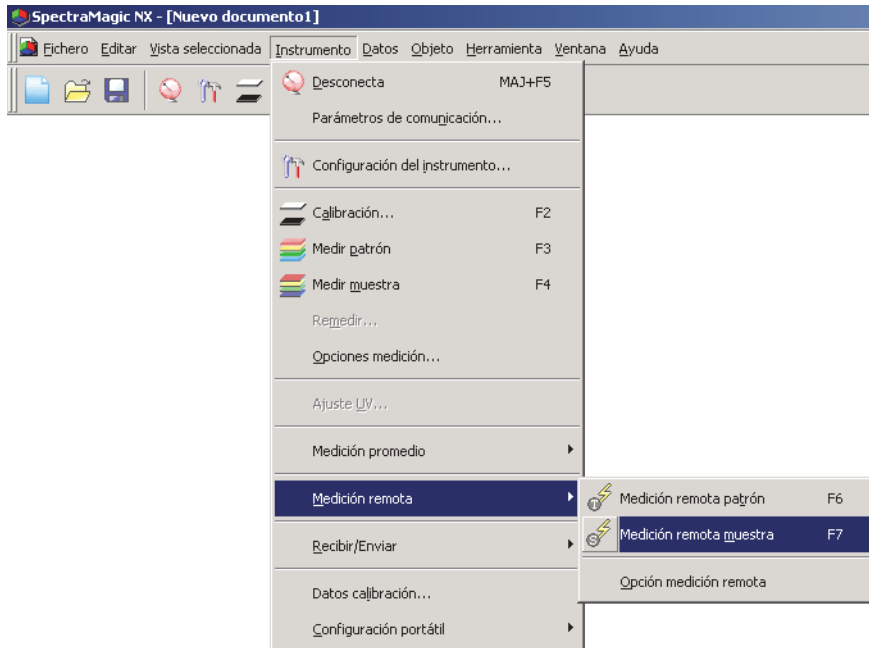 SpectraMagic NX - [Nuevo documento1]
Fichero Editar Vista seleccionada Instrumento Datos Objeto Herramienta Ventana Ayuda
Desconecta MAJ+F5
Parámetros de comunicación...
Configuración del instrumento...
Calibración... F2
Medir patrón F3
Medir muestra F4
Remedir...
Opciones medición...
Ajuste UV...
Medición promedio
Medición remota
Medición remota patrón F6
Medición remota muestra F7
Opción medición remota
Recibir/Enviar
Datos calibración...
Configuración portátil